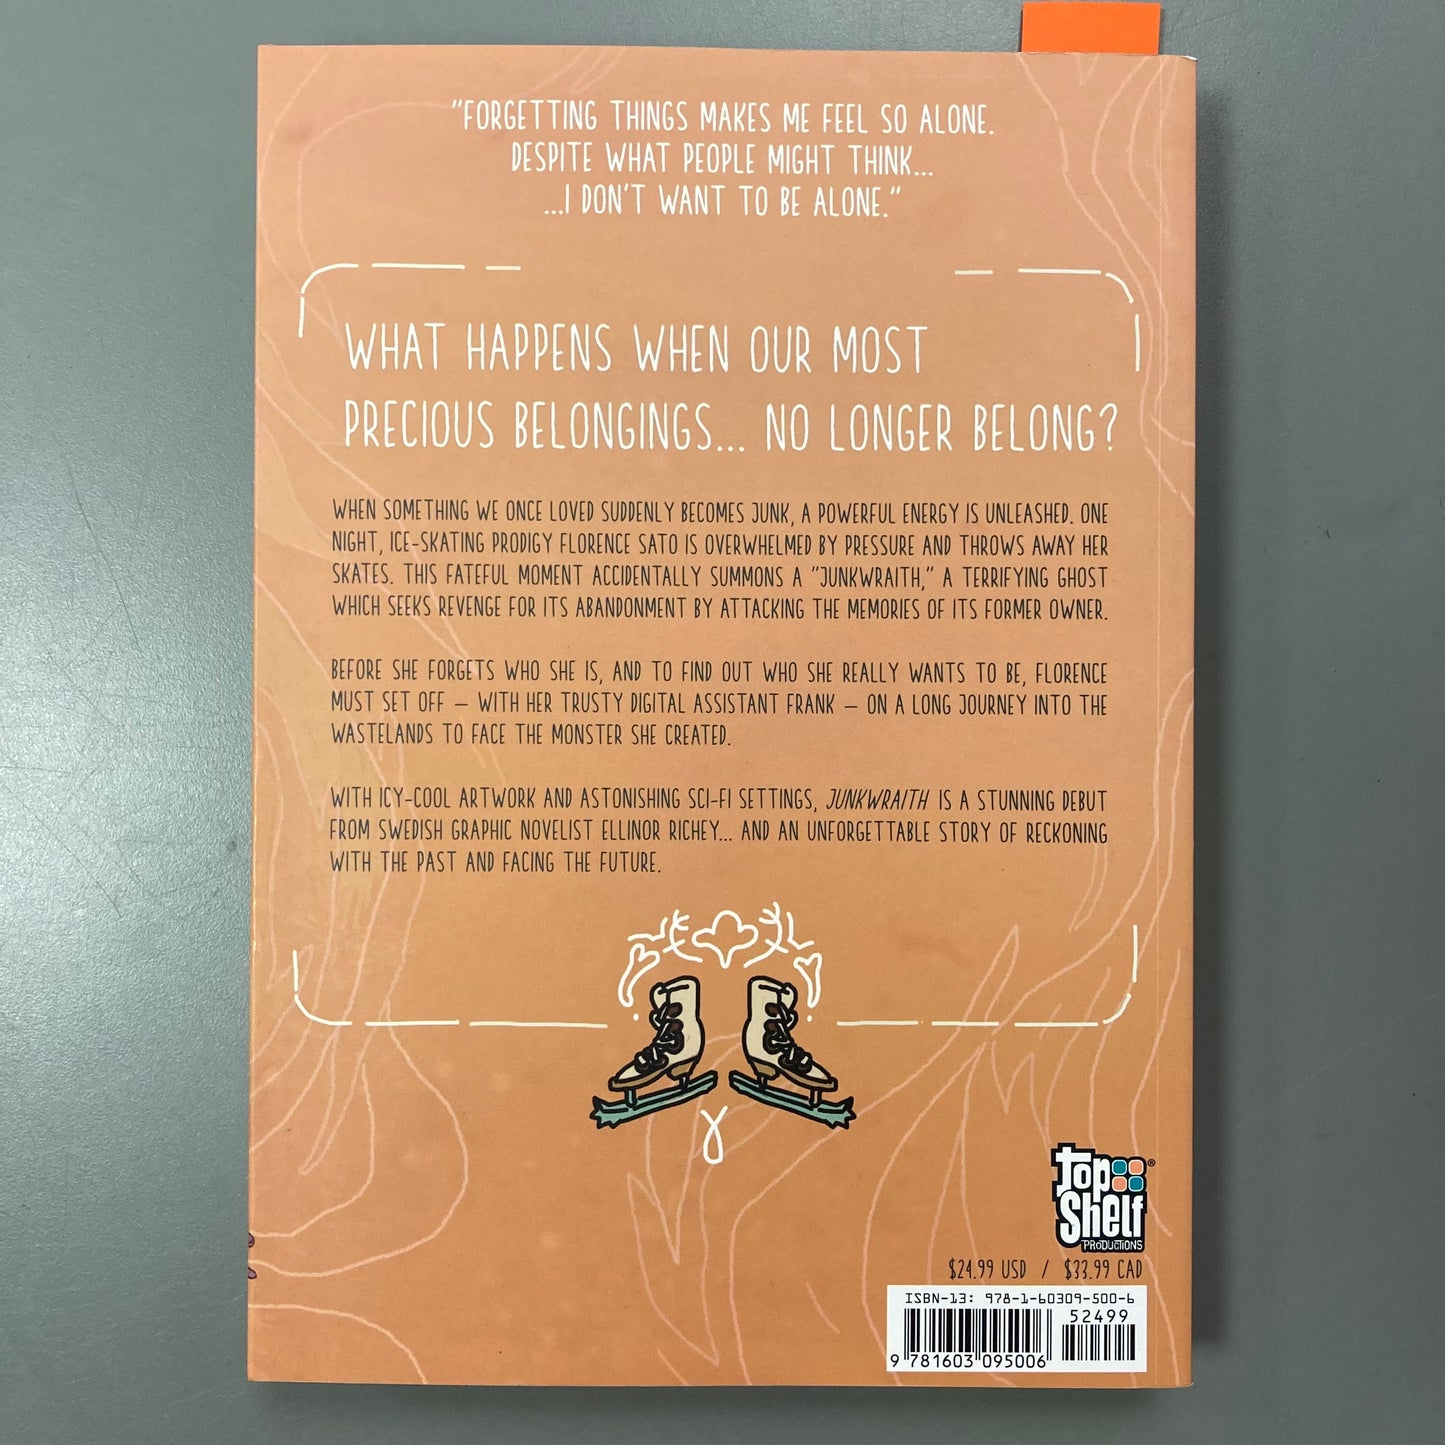 "FORGETTING THINGS MAKES ME FEEL SO ALONE.
DESPITE WHAT PEOPLE MIGHT THINK...
...I DON'T WANT TO BE ALONE."
WHAT HAPPENS WHEN OUR MOST
PRECIOUS BELONGINGS... NO LONGER BELONG?
WHEN SOMETHING WE ONCE LOVED SUDDENLY BECOMES JUNK, A POWERFUL ENERGY IS UNLEASHED. ONE
NIGHT, ICE-SKATING PRODIGY FLORENCE SATO IS OVERWHELMED BY PRESSURE AND THROWS AWAY HER
SKATES. THIS FATEFUL MOMENT ACCIDENTALLY SUMMONS A "JUNKWRAITH," A TERRIFYING GHOST
WHICH SEEKS REVENGE FOR ITS ABANDONMENT BY ATTACKING THE MEMORIES OF ITS FORMER OWNER.
BEFORE SHE FORGETS WHO SHE IS, AND TO FIND OUT WHO SHE REALLY WANTS TO BE, FLORENCE
MUST SET OFF — WITH HER TRUSTY DIGITAL ASSISTANT FRANK — ON A LONG JOURNEY INTO THE
WASTELANDS TO FACE THE MONSTER SHE CREATED.
WITH ICY-COOL ARTWORK AND ASTONISHING SCI-FI SETTINGS, JUNKWRAITH IS A STUNNING DEBUT
FROM SWEDISH GRAPHIC NOVELIST ELLINOR RICHEY... AND AN UNFORGETTABLE STORY OF RECKONING
WITH THE PAST AND FACING THE FUTURE.
Top
Shelf
PRODUCTIONS
$24.99 USD / $33.99 CAD
ISBN-13: 978-1-60309-500-6
52499
9 781603 095006